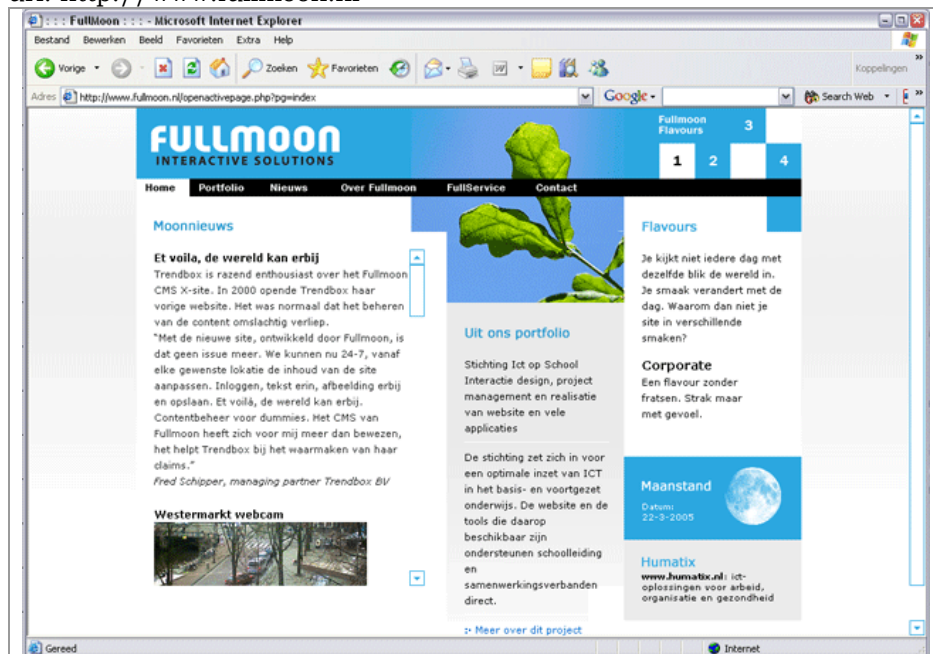 url: http://www.fullmoon.nl
: : : FullMoon : : : - Microsoft Internet Explorer
Bestand Bewerken Beeld Favorieten Extra Help
Vorige Zoeken Favorieten Koppelingen
Adres http://www.fullmoon.nl/openactivepage.php?pg=index Google Search Web
FULLMOON
INTERACTIVE SOLUTIONS
Fullmoon
Flavours
3
1 2 4
Home Portfolio Nieuws Over Fullmoon FullService Contact
Moonnieuws
Et voila, de wereld kan erbij
Trendbox is razend enthousiast over het Fullmoon
CMS X-site. In 2000 opende Trendbox haar
vorige website. Het was normaal dat het beheren
van de content omslachtig verliep.
"Met de nieuwe site, ontwikkeld door Fullmoon, is
dat geen issue meer. We kunnen nu 24-7, vanaf
elke gewenste lokatie de inhoud van de site
aanpassen. Inloggen, tekst erin, afbeelding erbij
en opslaan. Et voilà, de wereld kan erbij.
Contentbeheer voor dummies. Het CMS van
Fullmoon heeft zich voor mij meer dan bewezen,
het helpt Trendbox bij het waarmaken van haar
claims."
Fred Schipper, managing partner Trendbox BV
Westermarkt webcam
Uit ons portfolio
Stichting Ict op School
Interactie design, project
management en realisatie
van website en vele
applicaties
De stichting zet zich in voor
een optimale inzet van ICT
in het basis- en voortgezet
onderwijs. De website en de
tools die daarop
beschikbaar zijn
ondersteunen schoolleiding
en
samenwerkingsverbanden
direct.
:· Meer over dit project
Flavours
Je kijkt niet iedere dag met
dezelfde blik de wereld in.
Je smaak verandert met de
dag. Waarom dan niet je
site in verschillende
smaken?
Corporate
Een flavour zonder
fratsen. Strak maar
met gevoel.
Maanstand
Datum:
22-3-2005
Humatix
www.humatix.nl: ict-
oplossingen voor arbeid,
organisatie en gezondheid
Gereed Internet